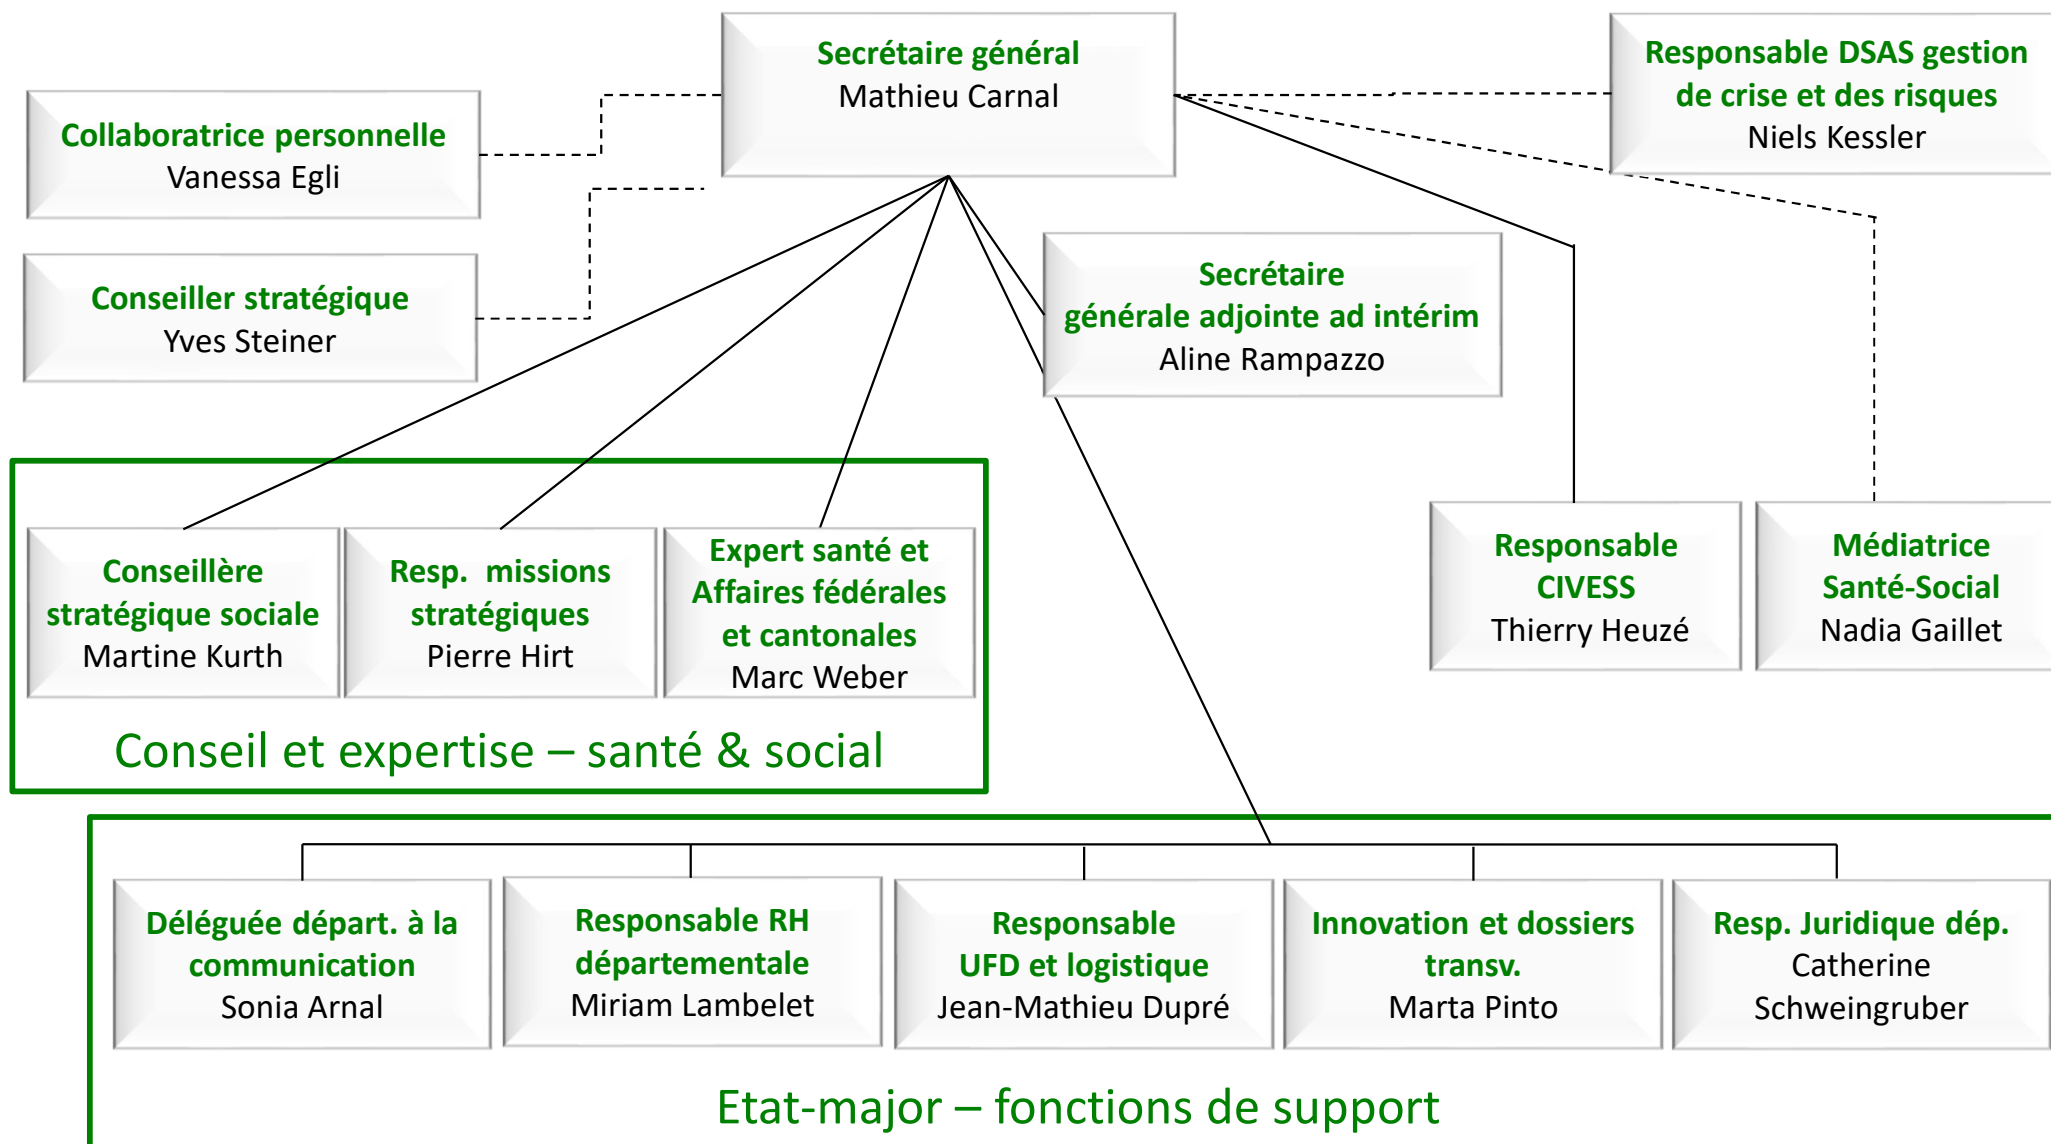 Secrétaire général
Mathieu Carnal
Responsable DSAS gestion
de crise et des risques
Niels Kessler
Collaboratrice personnelle
Vanessa Egli
Conseiller stratégique
Yves Steiner
Secrétaire
générale adjointe ad intérim
Aline Rampazzo
Conseillère
stratégique sociale
Martine Kurth
Resp. missions
stratégiques
Pierre Hirt
Expert santé et
Affaires fédérales
et cantonales
Marc Weber
Responsable
CIVESS
Thierry Heuzé
Médiatrice
Santé-Social
Nadia Gaillet
Conseil et expertise – santé & social
Déléguée départ. à la
communication
Sonia Arnal
Responsable RH
départementale
Miriam Lambelet
Responsable
UFD et logistique
Jean-Mathieu Dupré
Innovation et dossiers
transv.
Marta Pinto
Resp. Juridique dép.
Catherine
Schweingruber
Etat-major – fonctions de support